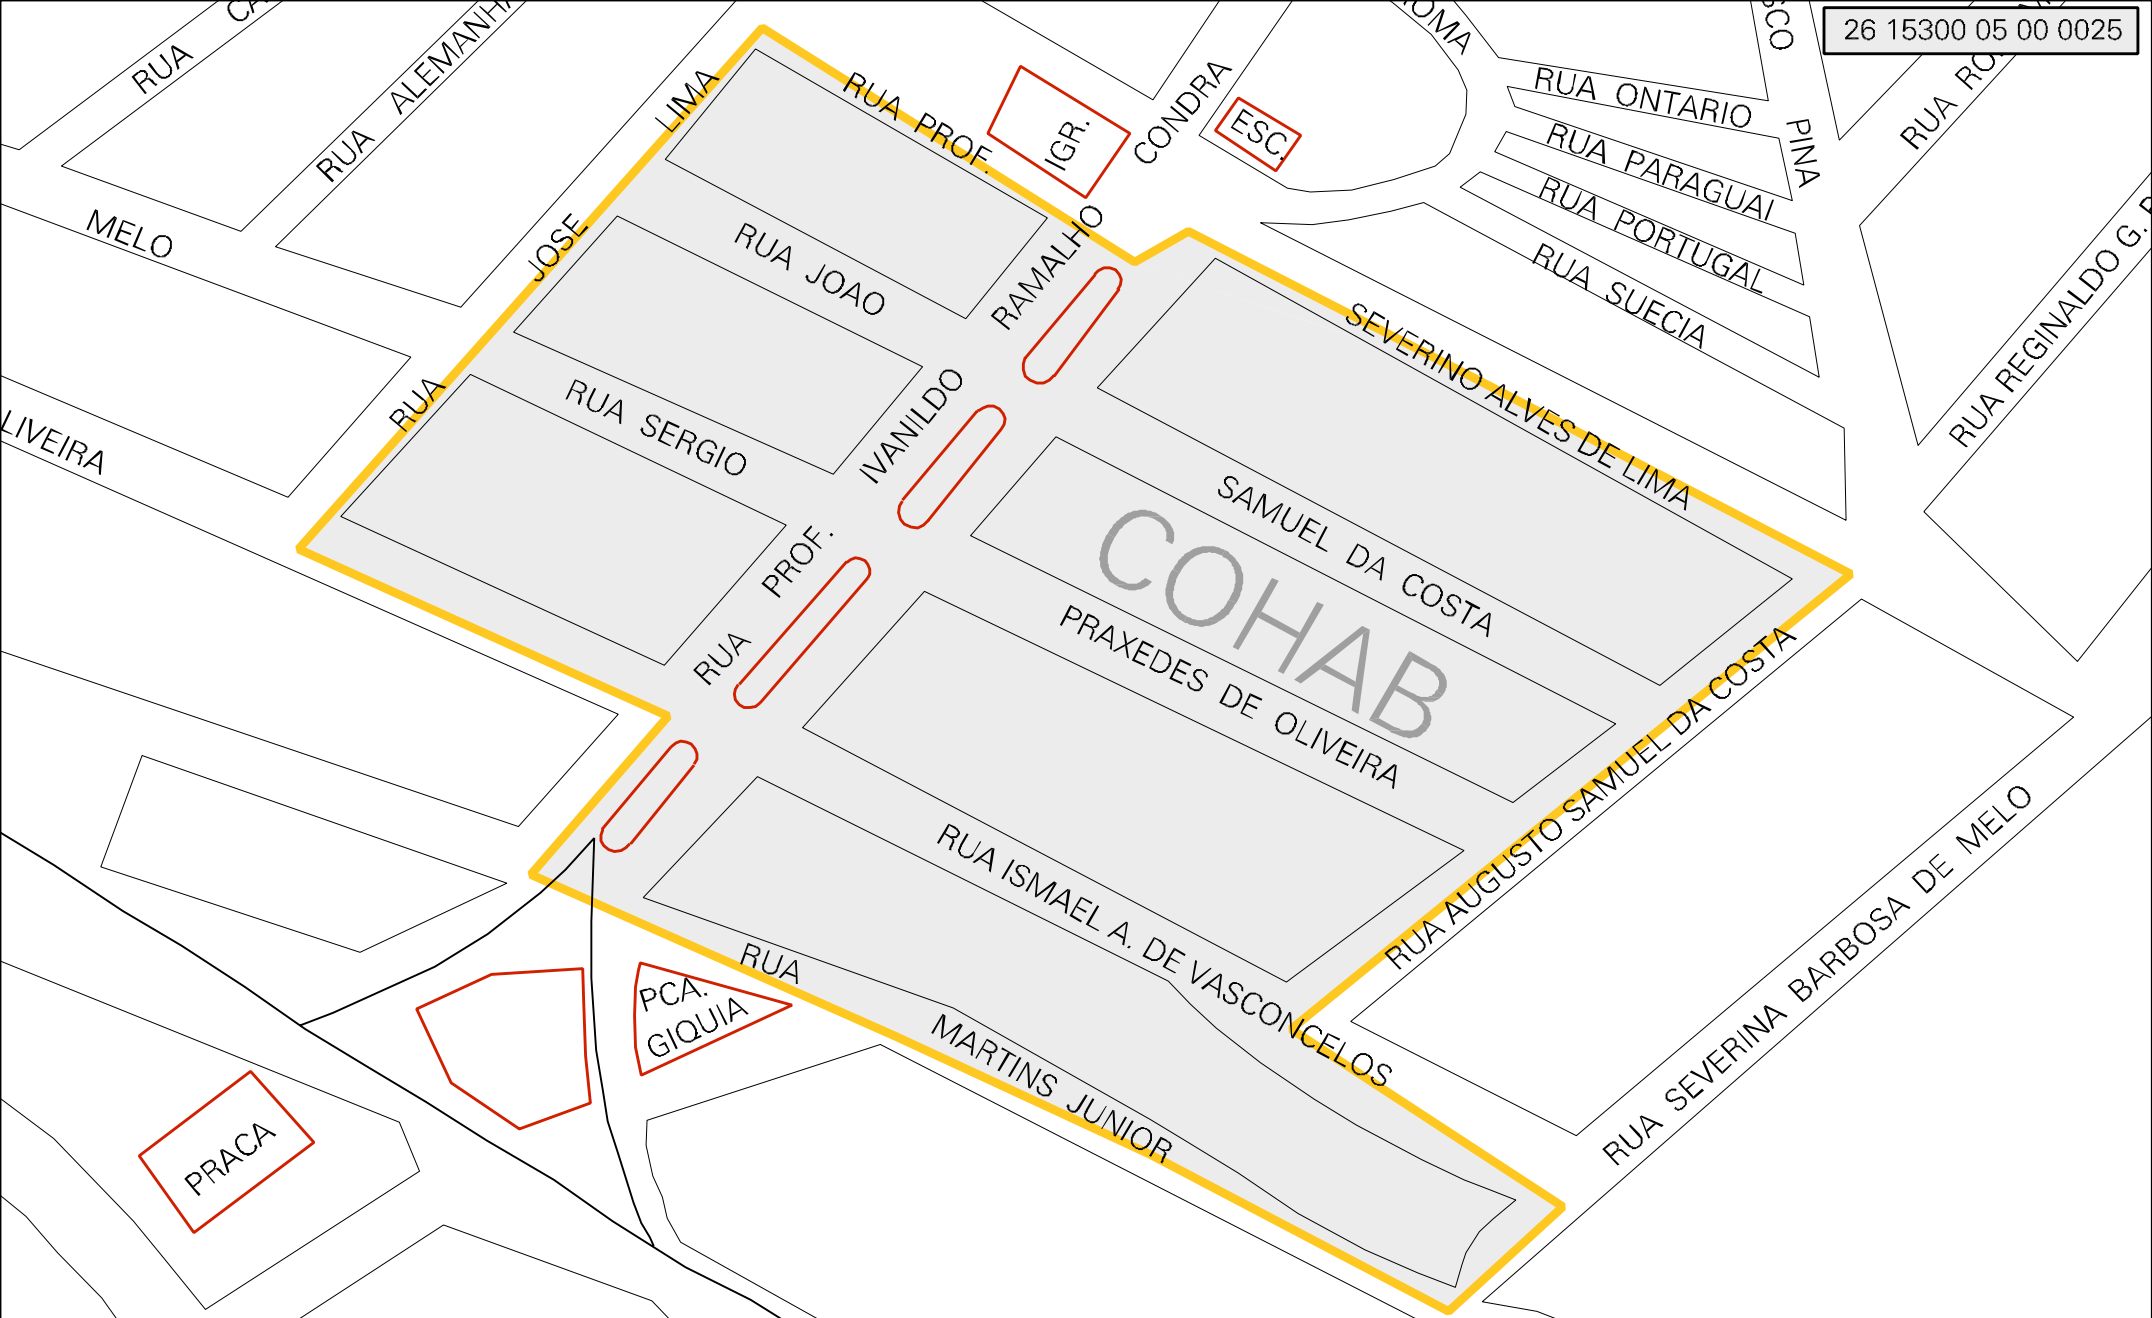 26 15300 05 00 0025
RUA
RUA ALEMANHA
MELO
LIVEIRA
RUA JOSE LIMA
RUA PROF.
IGR.
CONDRA
ESC.
RUA ONTARIO
RUA PARAGUAI
RUA PORTUGAL
RUA SUECIA
PINA
RUA
RUA REGINALDO G.
RUA JOAO
RUA SERGIO
RUA PROF. IVANILDO RAMALHO
SEVERINO ALVES DE LIMA
SAMUEL DA COSTA
COHAB
PRAXEDES DE OLIVEIRA
RUA AUGUSTO SAMUEL DA COSTA
RUA ISMAEL A. DE VASCONCELOS
RUA SEVERINA BARBOSA DE MELO
RUA MARTINS JUNIOR
PCA.
GIQUIA
PRACA